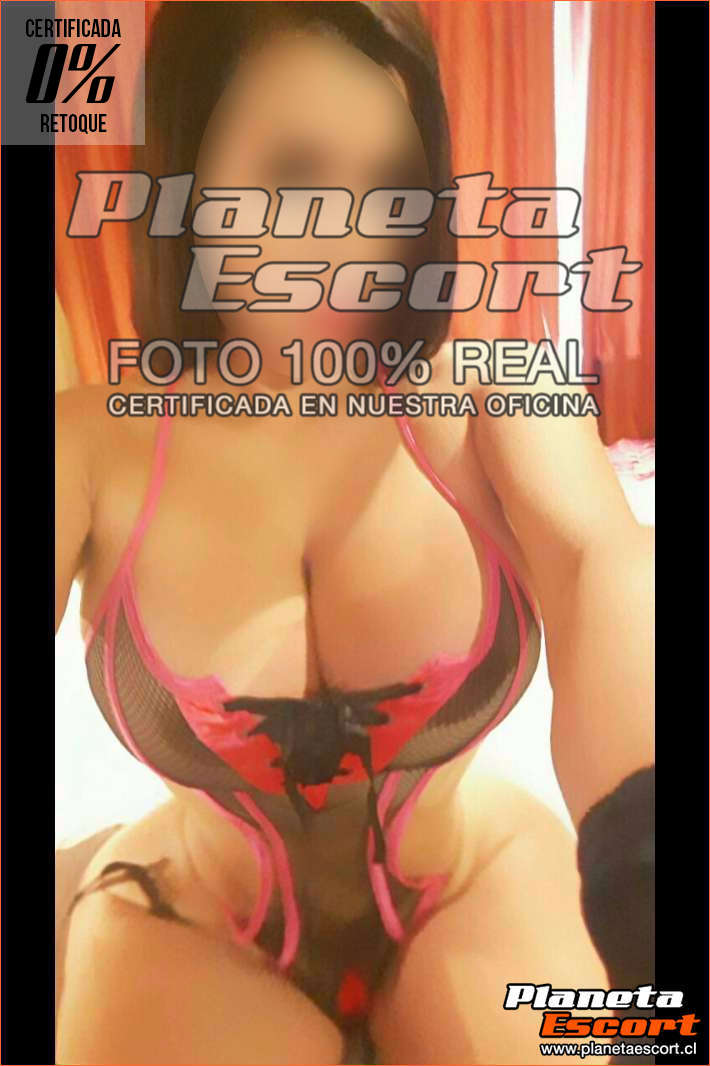 CERTIFICADA
0%
RETOQUE
Planeta
Escort
FOTO 100% REAL
CERTIFICADA EN NUESTRA OFICINA
Planeta
Escort
www.planetaescort.cl